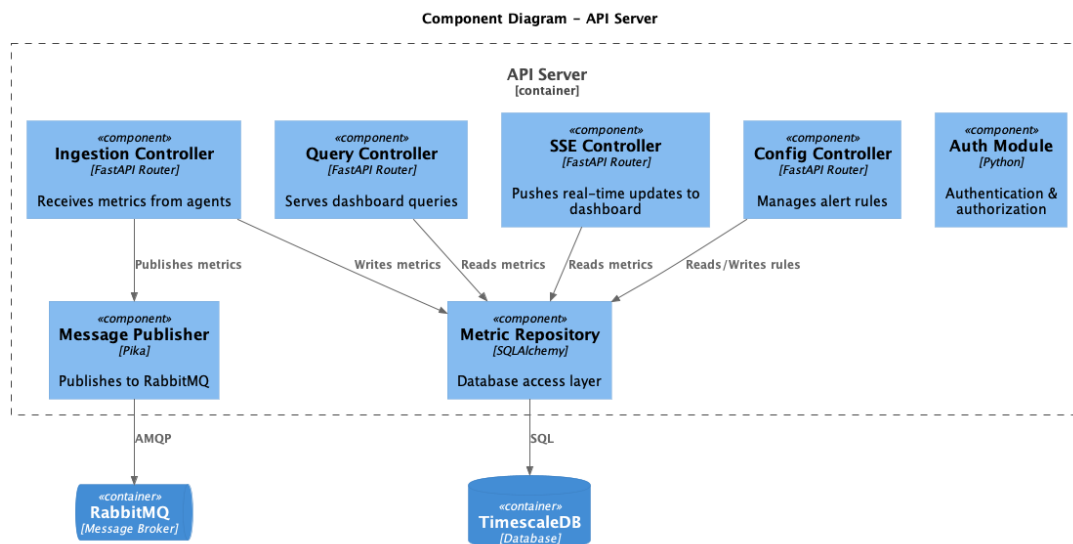 Component Diagram – API Server
API Server
[container]
«component»
Ingestion Controller
[FastAPI Router]
Receives metrics from agents
«component»
Query Controller
[FastAPI Router]
Serves dashboard queries
«component»
SSE Controller
[FastAPI Router]
Pushes real-time updates to
dashboard
«component»
Config Controller
[FastAPI Router]
Manages alert rules
«component»
Auth Module
[Python]
Authentication &
authorization
Publishes metrics
Writes metrics
Reads metrics
Reads metrics
Reads/Writes rules
«component»
Message Publisher
[Pika]
Publishes to RabbitMQ
«component»
Metric Repository
[SQLAlchemy]
Database access layer
AMQP
SQL
«container»
RabbitMQ
[Message Broker]
«container»
TimescaleDB
[Database]